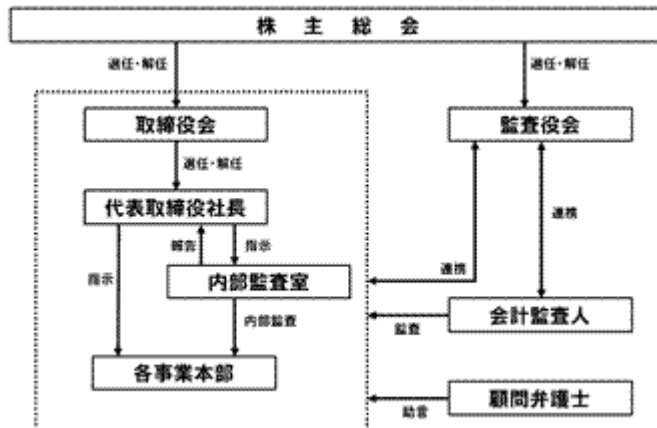 株主総会
選任・解任
選任・解任
取締役会
監査役会
選任・解任
代表取締役社長
連携
報告
指示
指示
連携
内部監査室
内部監査
会計監査人
監査
各事業本部
顧問弁護士
助言